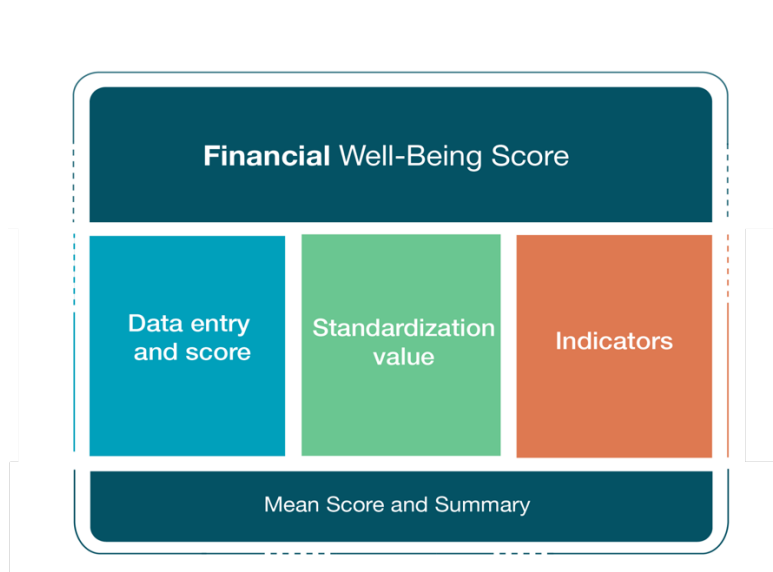 Financial Well-Being Score
Data entry
and score
Standardization
value
Indicators
Mean Score and Summary